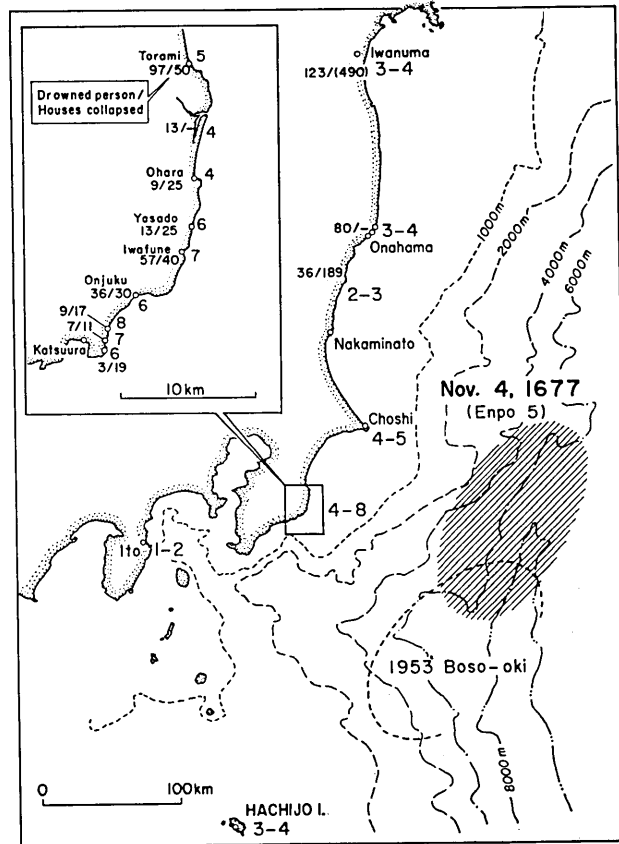 Torami 5
97/50
Drowned person/
Houses collapsed
13/- 4
Ohara 4
9/25
Yasado 6
13/25
Iwafune 7
57/40
Onjuku
36/30 6
9/17 8
7/11 7
Katsuura 6
3/19
10km
Iwanuma
123/(490) 3-4
80/- 3-4
Onahama
36/189
2-3
Nakaminato
Choshi
4-5
4-8
Ito 1-2
1000m
2000m
4000m
6000m
Nov. 4, 1677
(Enpo 5)
1953 Boso-oki
8000m
0 100km
HACHIJO I.
3-4